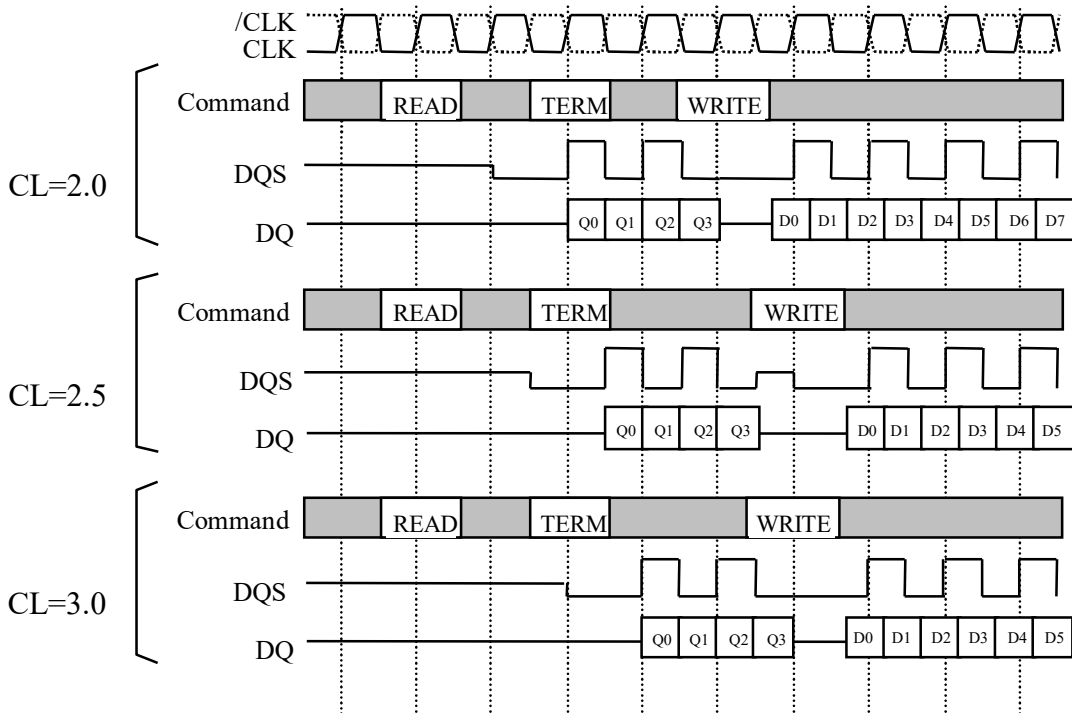 /CLK
CLK
Command READ TERM WRITE
CL=2.0
DQS
DQ Q0 Q1 Q2 Q3 D0 D1 D2 D3 D4 D5 D6 D7
Command READ TERM WRITE
CL=2.5
DQS
DQ Q0 Q1 Q2 Q3 D0 D1 D2 D3 D4 D5
Command READ TERM WRITE
CL=3.0
DQS
DQ Q0 Q1 Q2 Q3 D0 D1 D2 D3 D4 D5